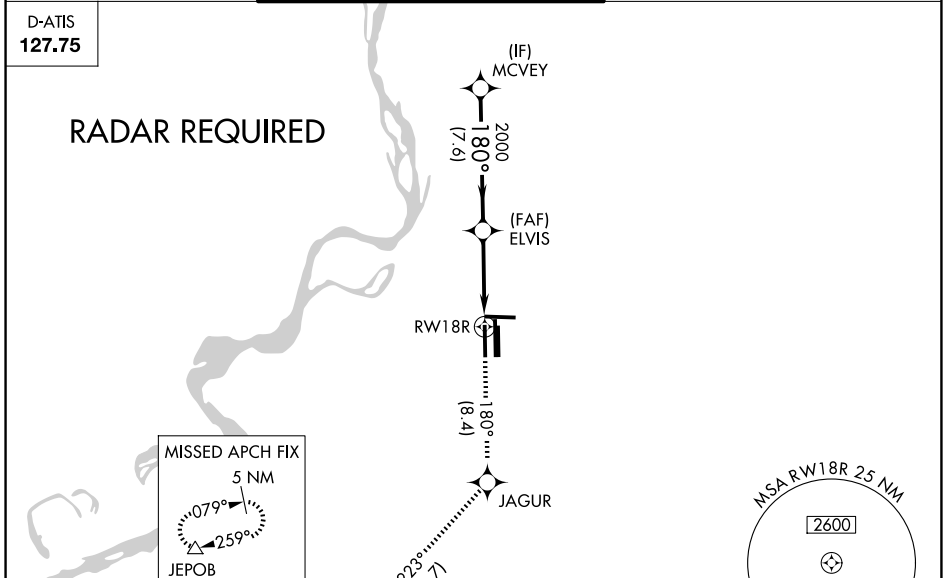 D-ATIS
127.75
RADAR REQUIRED
(IF)
MCVEY
2000
180°
(7.6)
(FAF)
ELVIS
RW18R
180°
(8.4)
JAGUR
MISSED APCH FIX
5 NM
079°
259°
JEPOB
MSA RW18R 25 NM
2600